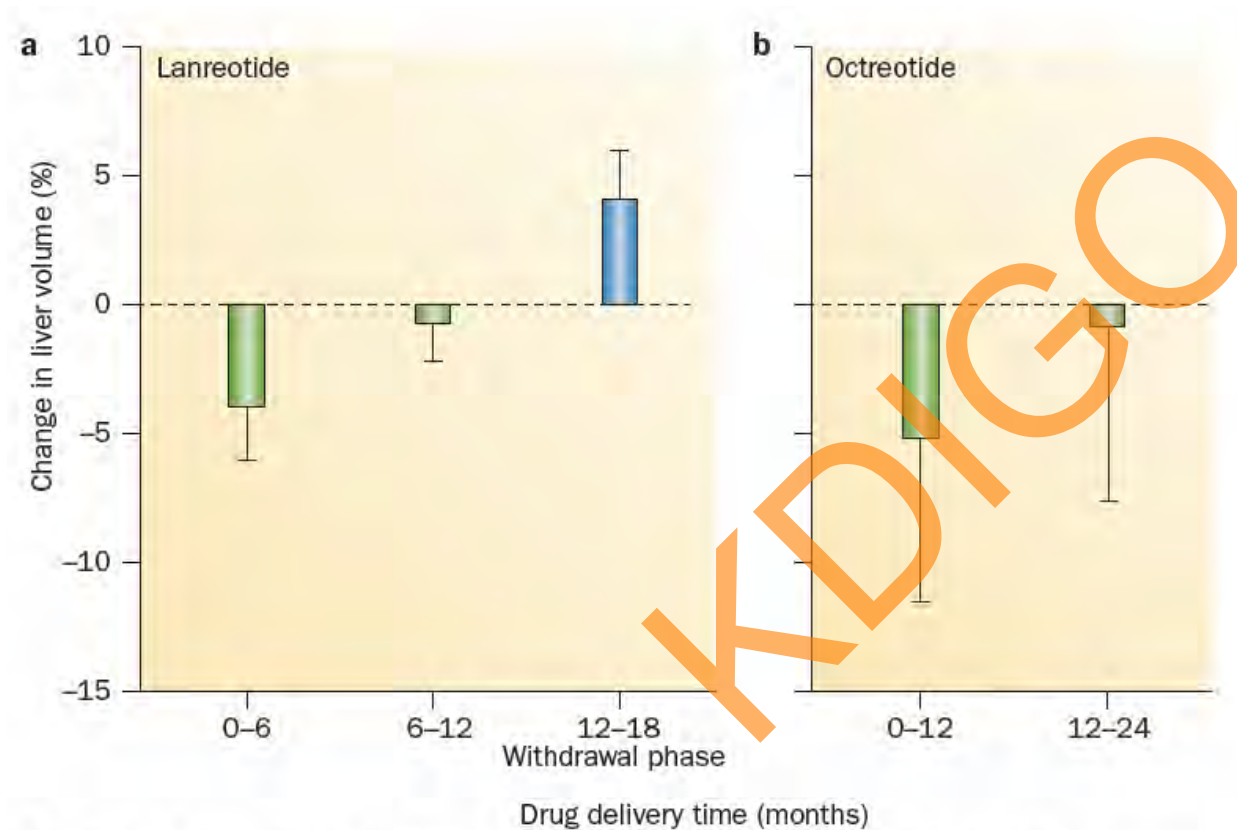 a
Lanreotide
Change in liver volume (%)
10
5
0
–5
–10
–15
0–6
6–12
12–18
Withdrawal phase
b
Octreotide
0–12
12–24
Drug delivery time (months)
KDIGO